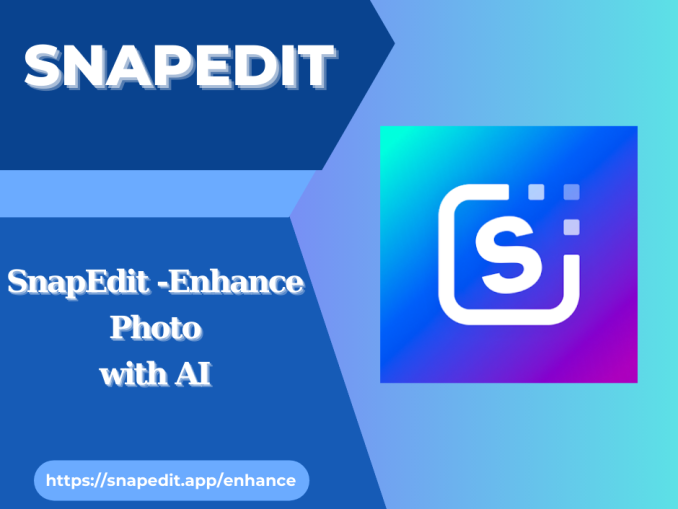 SNAPEDIT
SnapEdit -Enhance
Photo
with AI
https://snapedit.app/enhance
S